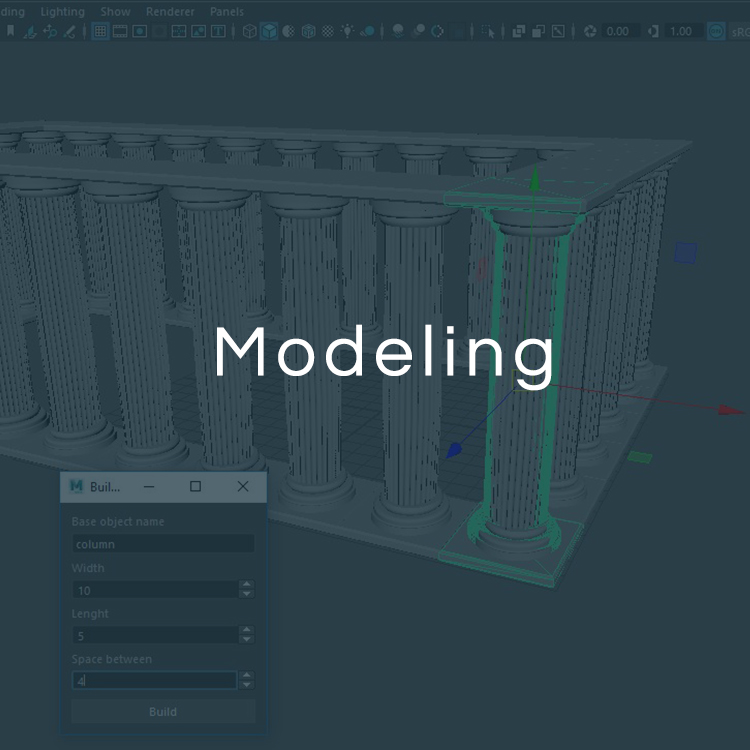 ding Lighting Show Renderer Panels
0.00 1.00 sRG
Modeling
M Buil...
Base object name
column
Width
10
Lenght
5
Space between
4
Build